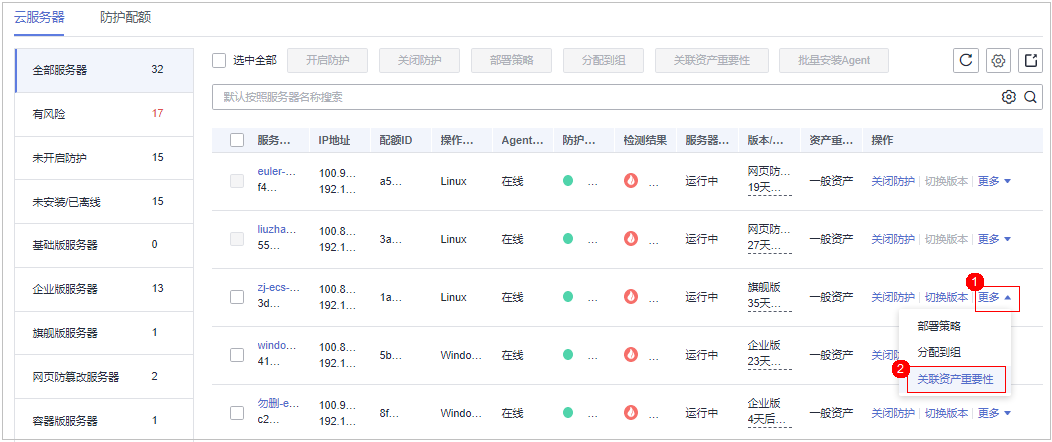 云服务器 防护配额
全部服务器 32
有风险 17
未开启防护 15
未安装/已离线 15
基础版服务器 0
企业版服务器 13
旗舰版服务器 1
网页防篡改服务器 2
容器版服务器 1
选中全部 开启防护 关闭防护 部署策略 分配到组 关联资产重要性 批量安装Agent
默认按照服务器名称搜索
服务... IP地址 配额ID 操作... Agent... 防护... 检测结果 服务器... 版本/... 资产重... 操作
euler-... 100.9... 网页防...
a5... Linux 在线 ... ... 运行中 一般资产 关闭防护 切换版本 更多
f4... 192.1... 19天...
liuzha... 100.8... 网页防...
3a... Linux 在线 ... ... 运行中 一般资产 关闭防护 切换版本 更多
55... 192.1... 27天...
1
zj-ecs-... 100.8... 旗舰版
1a... Linux 在线 ... ... 运行中 一般资产 关闭防护 切换版本 更多
3d... 192.1... 35天...
部署策略
windo... 100.8... 企业版
分配到组
5b... Windo... 在线 ... ... 运行中 一般资产 关闭防
41... 192.1... 23天...
2
关联资产重要性
勿删-e... 100.9... 企业版
8f... Windo... 在线 ... ... 运行中 一般资产 关闭防护 切换版本 更多
c2... 192.1... 4天后...